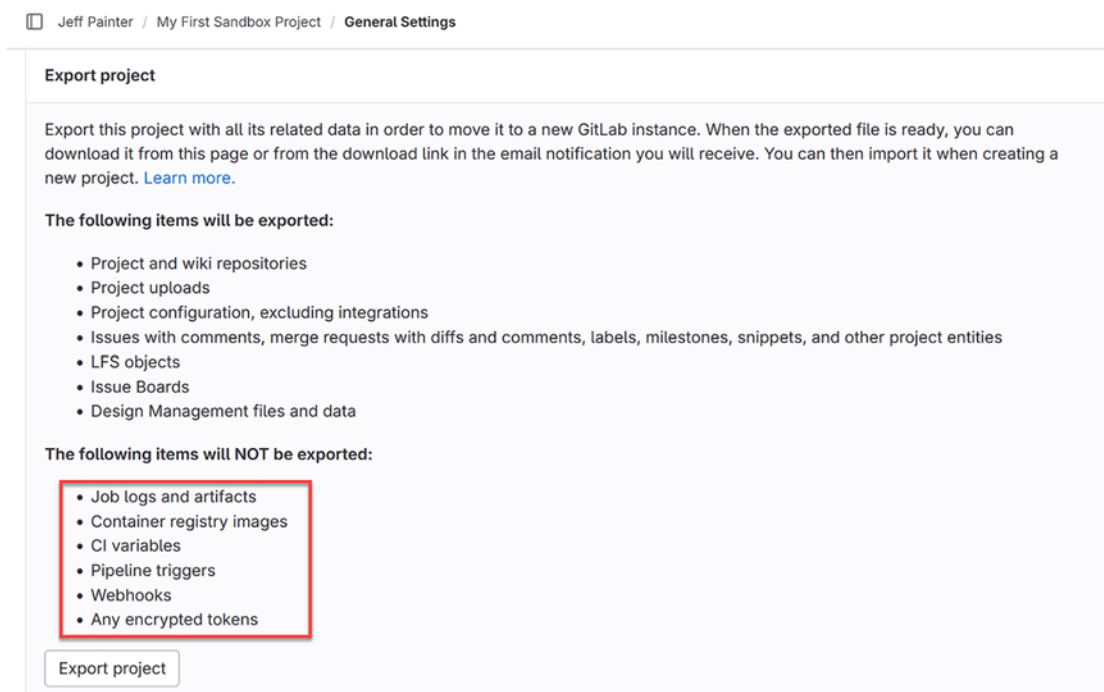 Jeff Painter / My First Sandbox Project / General Settings
Export project
Export this project with all its related data in order to move it to a new GitLab instance. When the exported file is ready, you can
download it from this page or from the download link in the email notification you will receive. You can then import it when creating a
new project. Learn more.
The following items will be exported:
• Project and wiki repositories
• Project uploads
• Project configuration, excluding integrations
• Issues with comments, merge requests with diffs and comments, labels, milestones, snippets, and other project entities
• LFS objects
• Issue Boards
• Design Management files and data
The following items will NOT be exported:
• Job logs and artifacts
• Container registry images
• CI variables
• Pipeline triggers
• Webhooks
• Any encrypted tokens
Export project